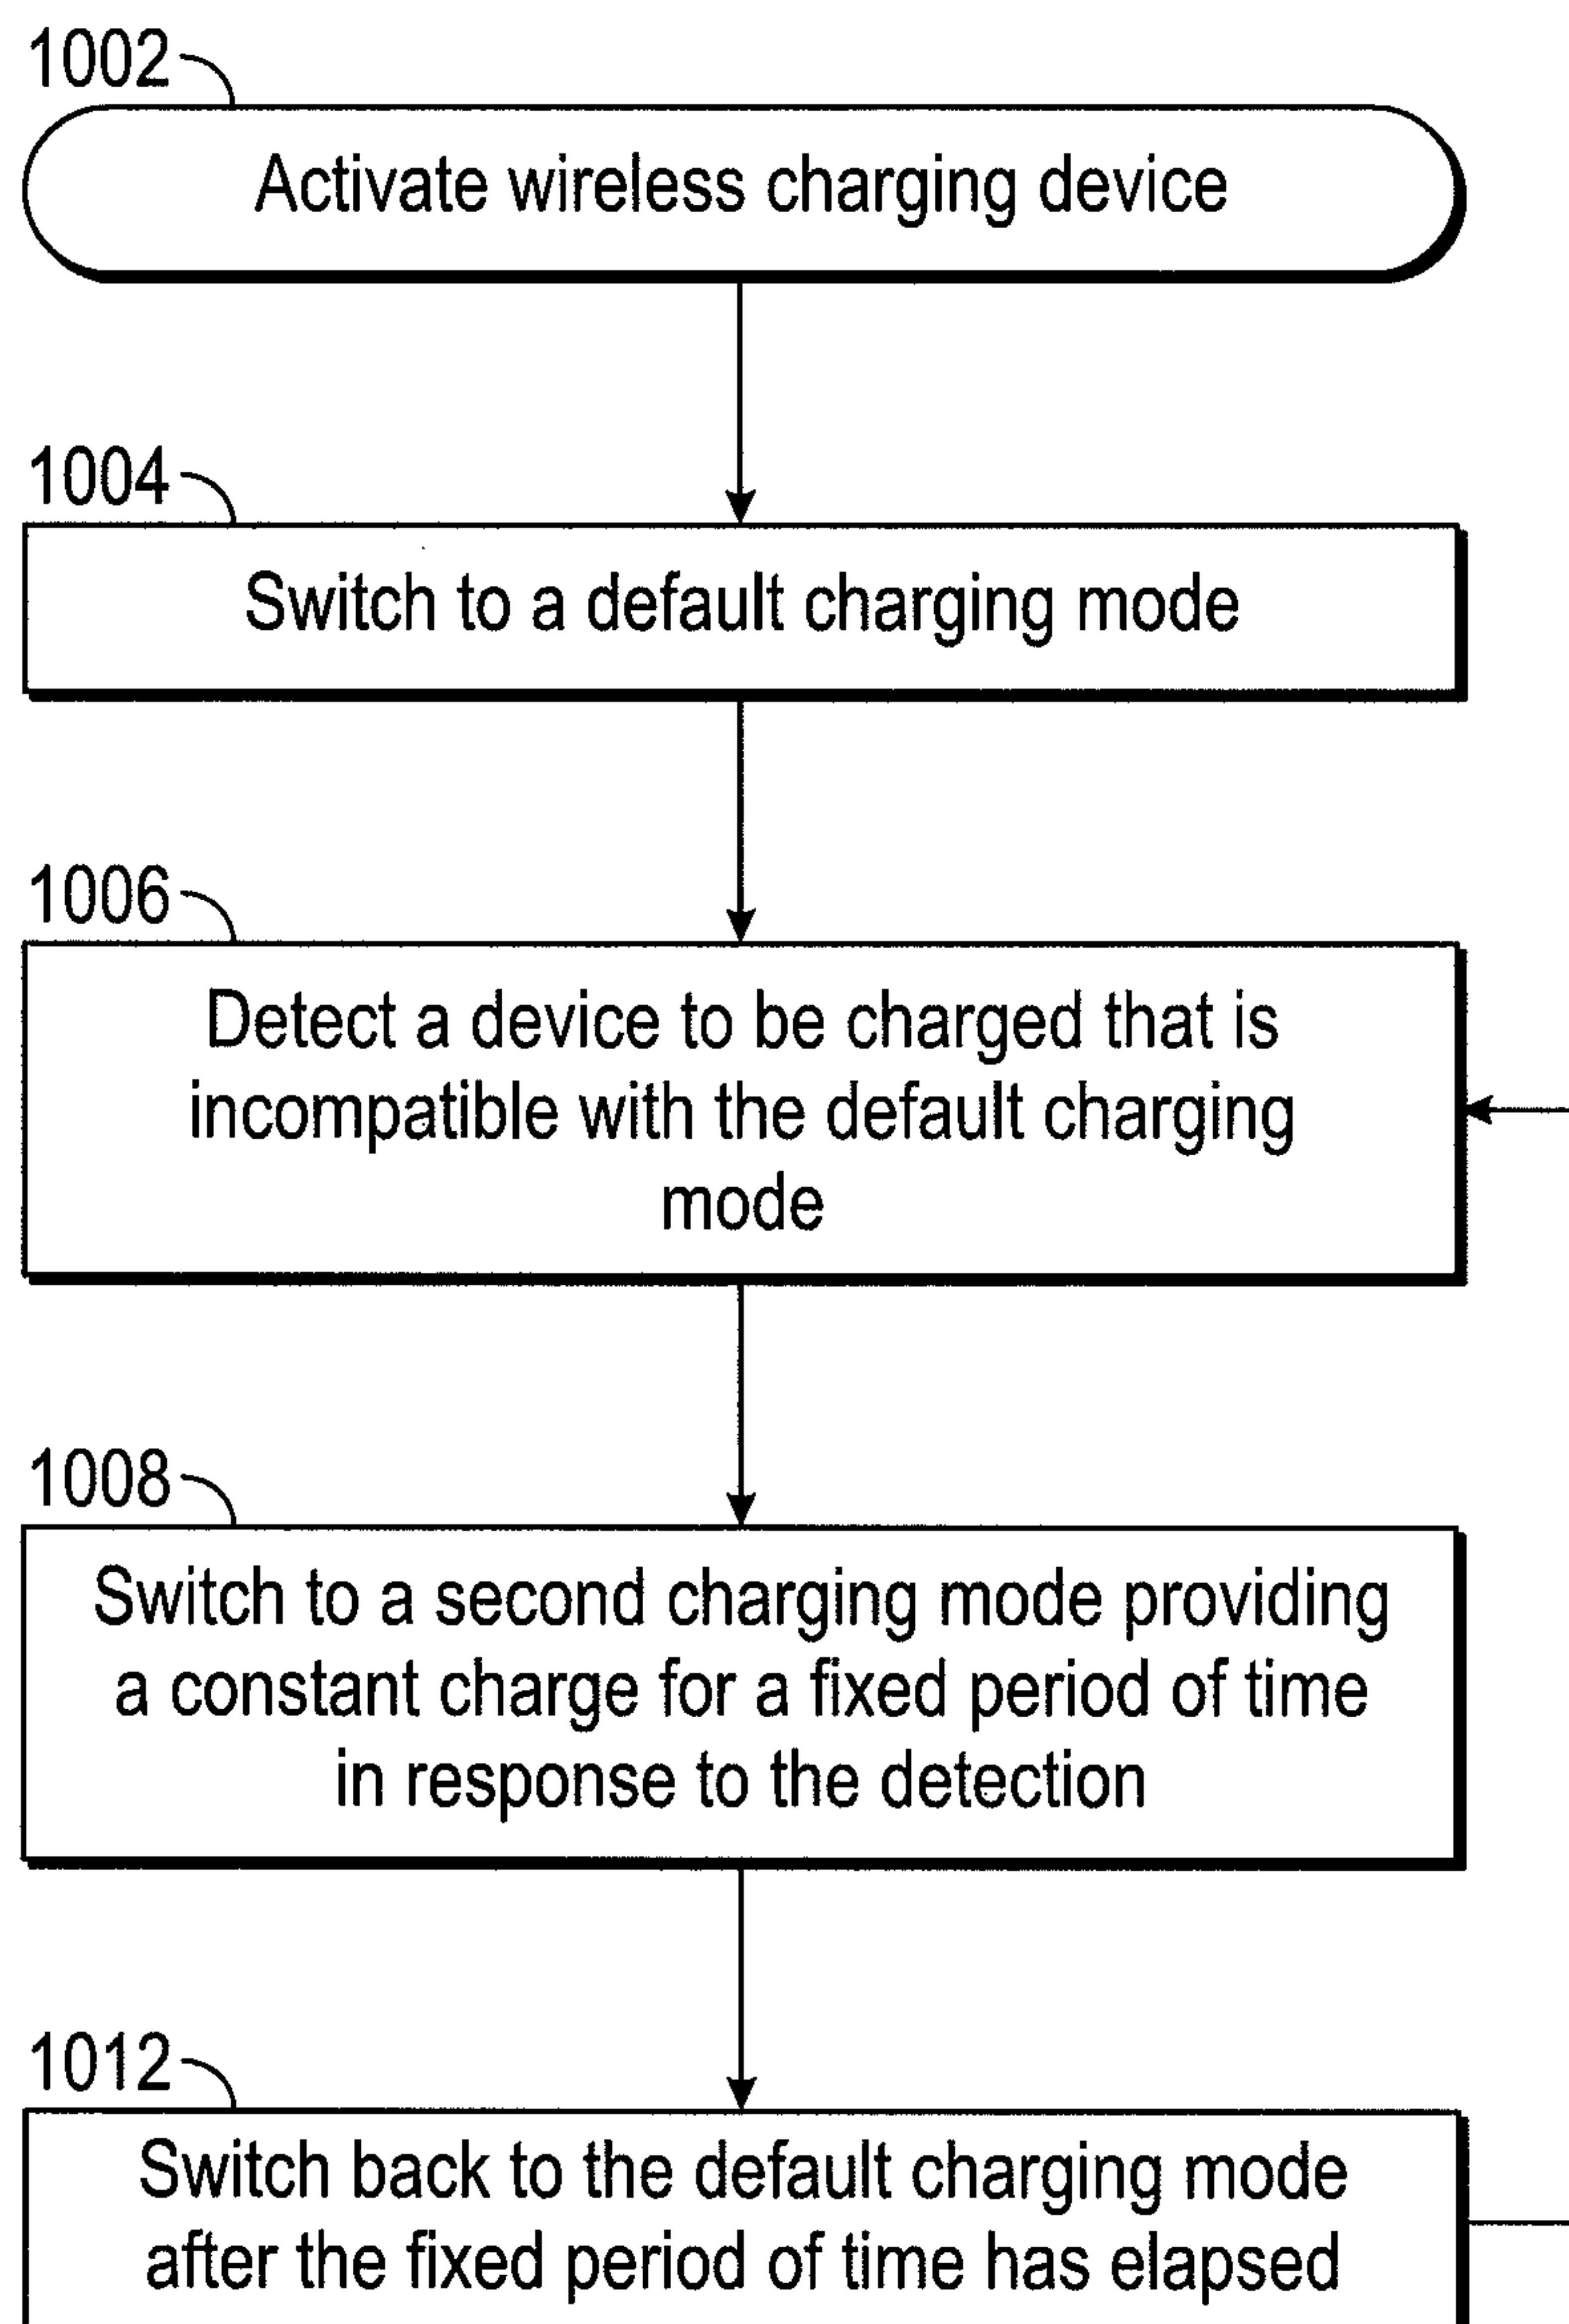 1002
Activate wireless charging device
1004
Switch to a default charging mode
1006
Detect a device to be charged that is
incompatible with the default charging
mode
1008
Switch to a second charging mode providing
a constant charge for a fixed period of time
in response to the detection
1012
Switch back to the default charging mode
after the fixed period of time has elapsed